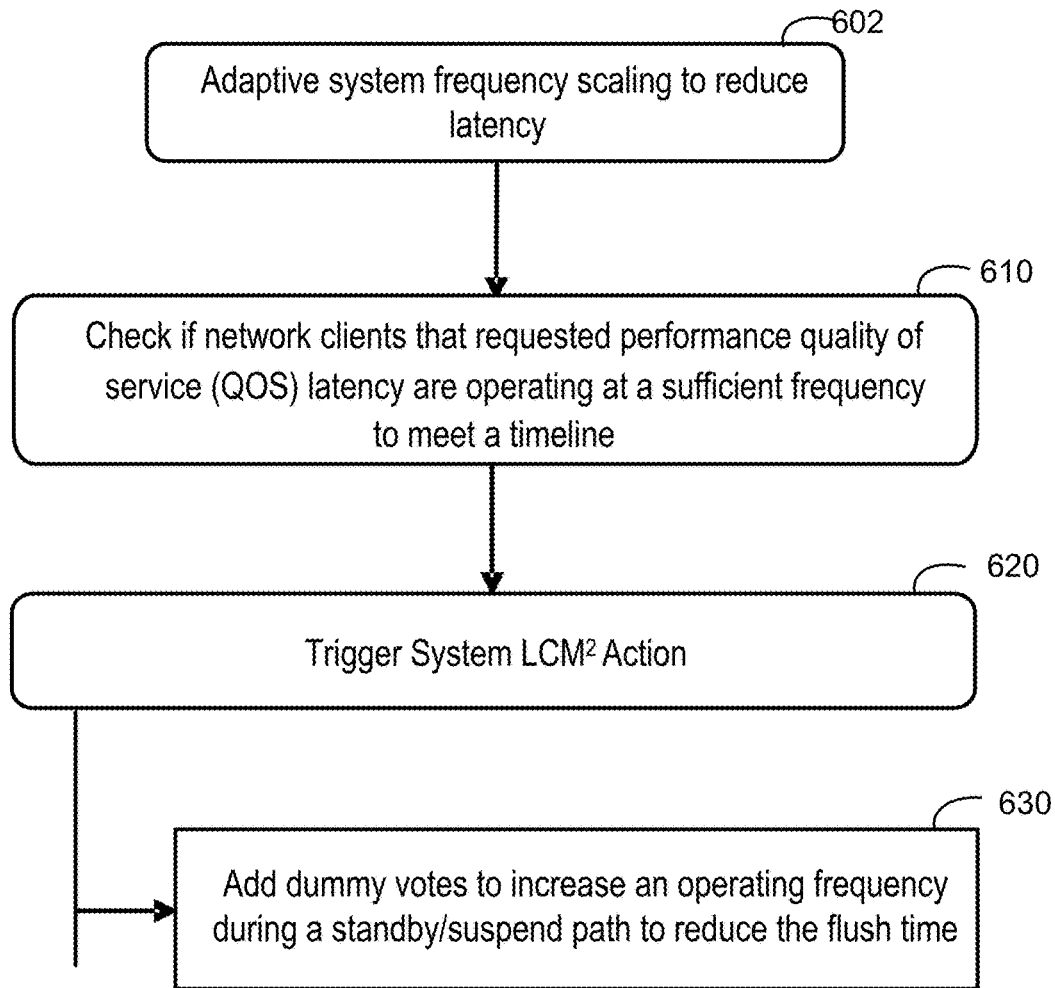 602
Adaptive system frequency scaling to reduce
latency
610
Check if network clients that requested performance quality of
service (QOS) latency are operating at a sufficient frequency
to meet a timeline
620
Trigger System LCM² Action
630
Add dummy votes to increase an operating frequency
during a standby/suspend path to reduce the flush time